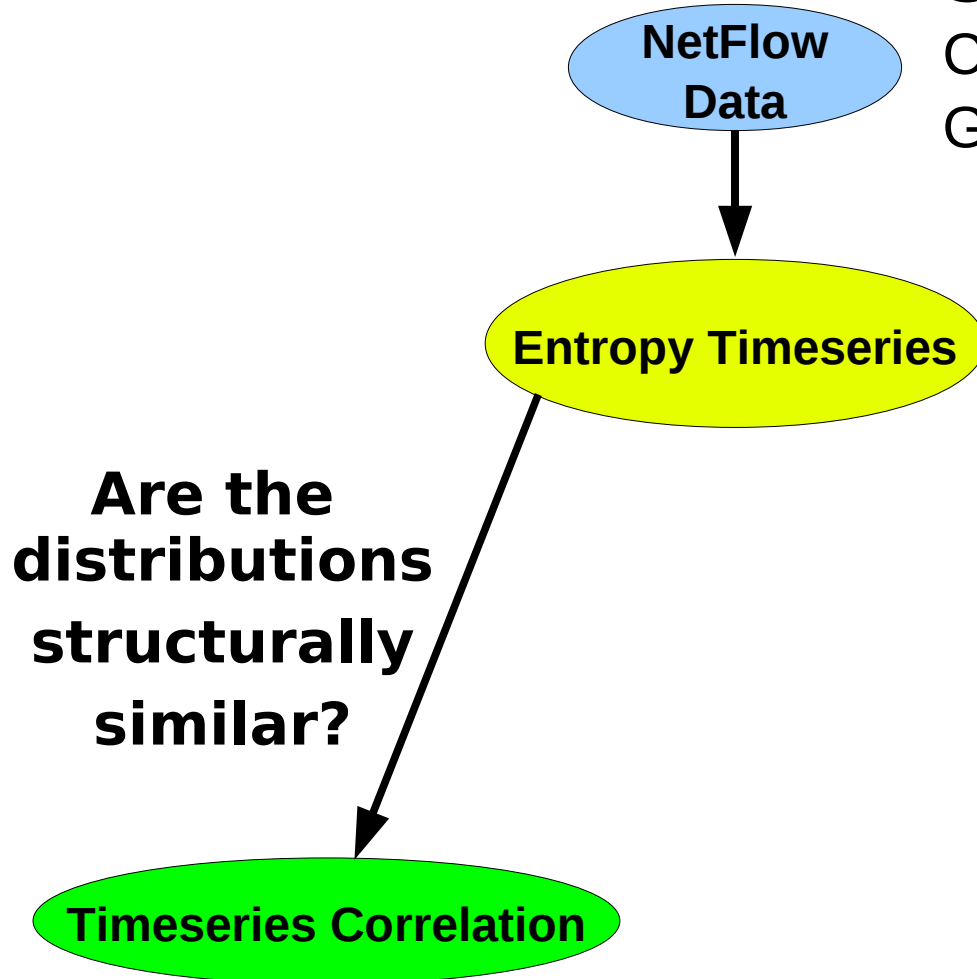 NetFlow
Data
C
G
Entropy Timeseries
Are the
distributions
structurally
similar?
Timeseries Correlation